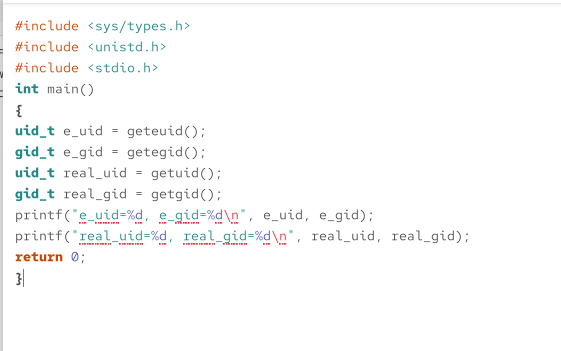 #include <sys/types.h>
#include <unistd.h>
#include <stdio.h>
int main()
{
uid_t e_uid = geteuid();
gid_t e_gid = getegid();
uid_t real_uid = getuid();
gid_t real_gid = getgid();
printf("e_uid=%d, e_gid=%d\n", e_uid, e_gid);
printf("real_uid=%d, real_gid=%d\n", real_uid, real_gid);
return 0;
}